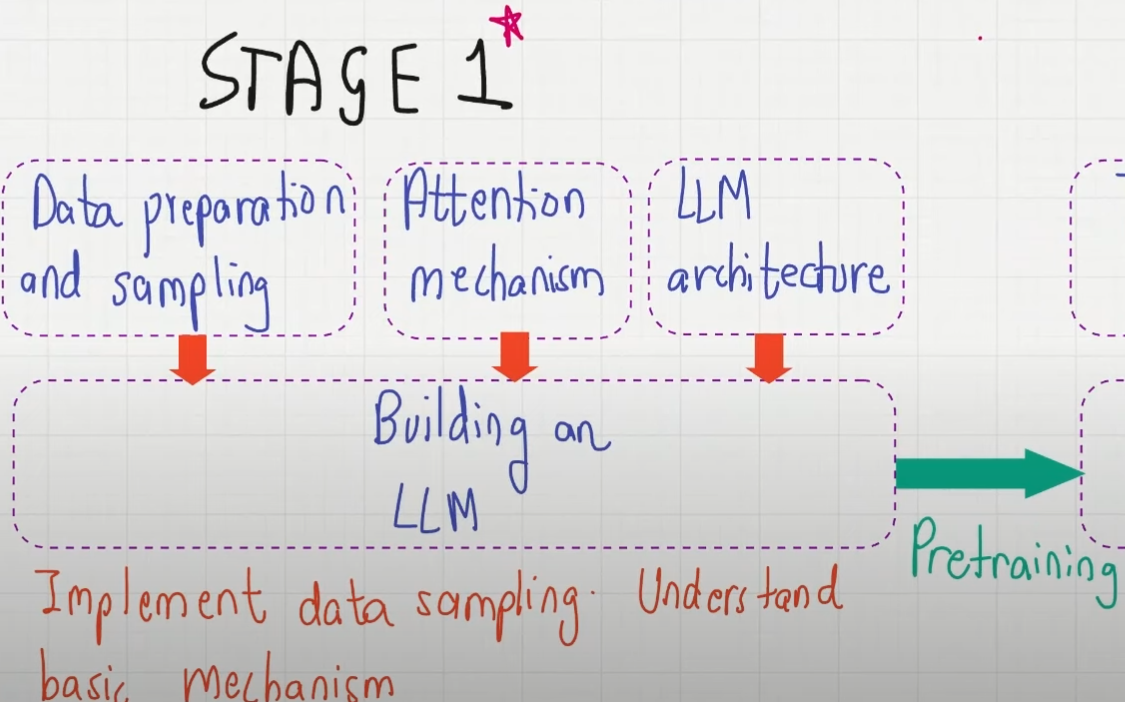 STAGE 1
Data preparation
and sampling
Attention
mechanism
LLM
architecture
Building an
LLM
Pretraining
Implement data sampling. Understand
basic mechanism